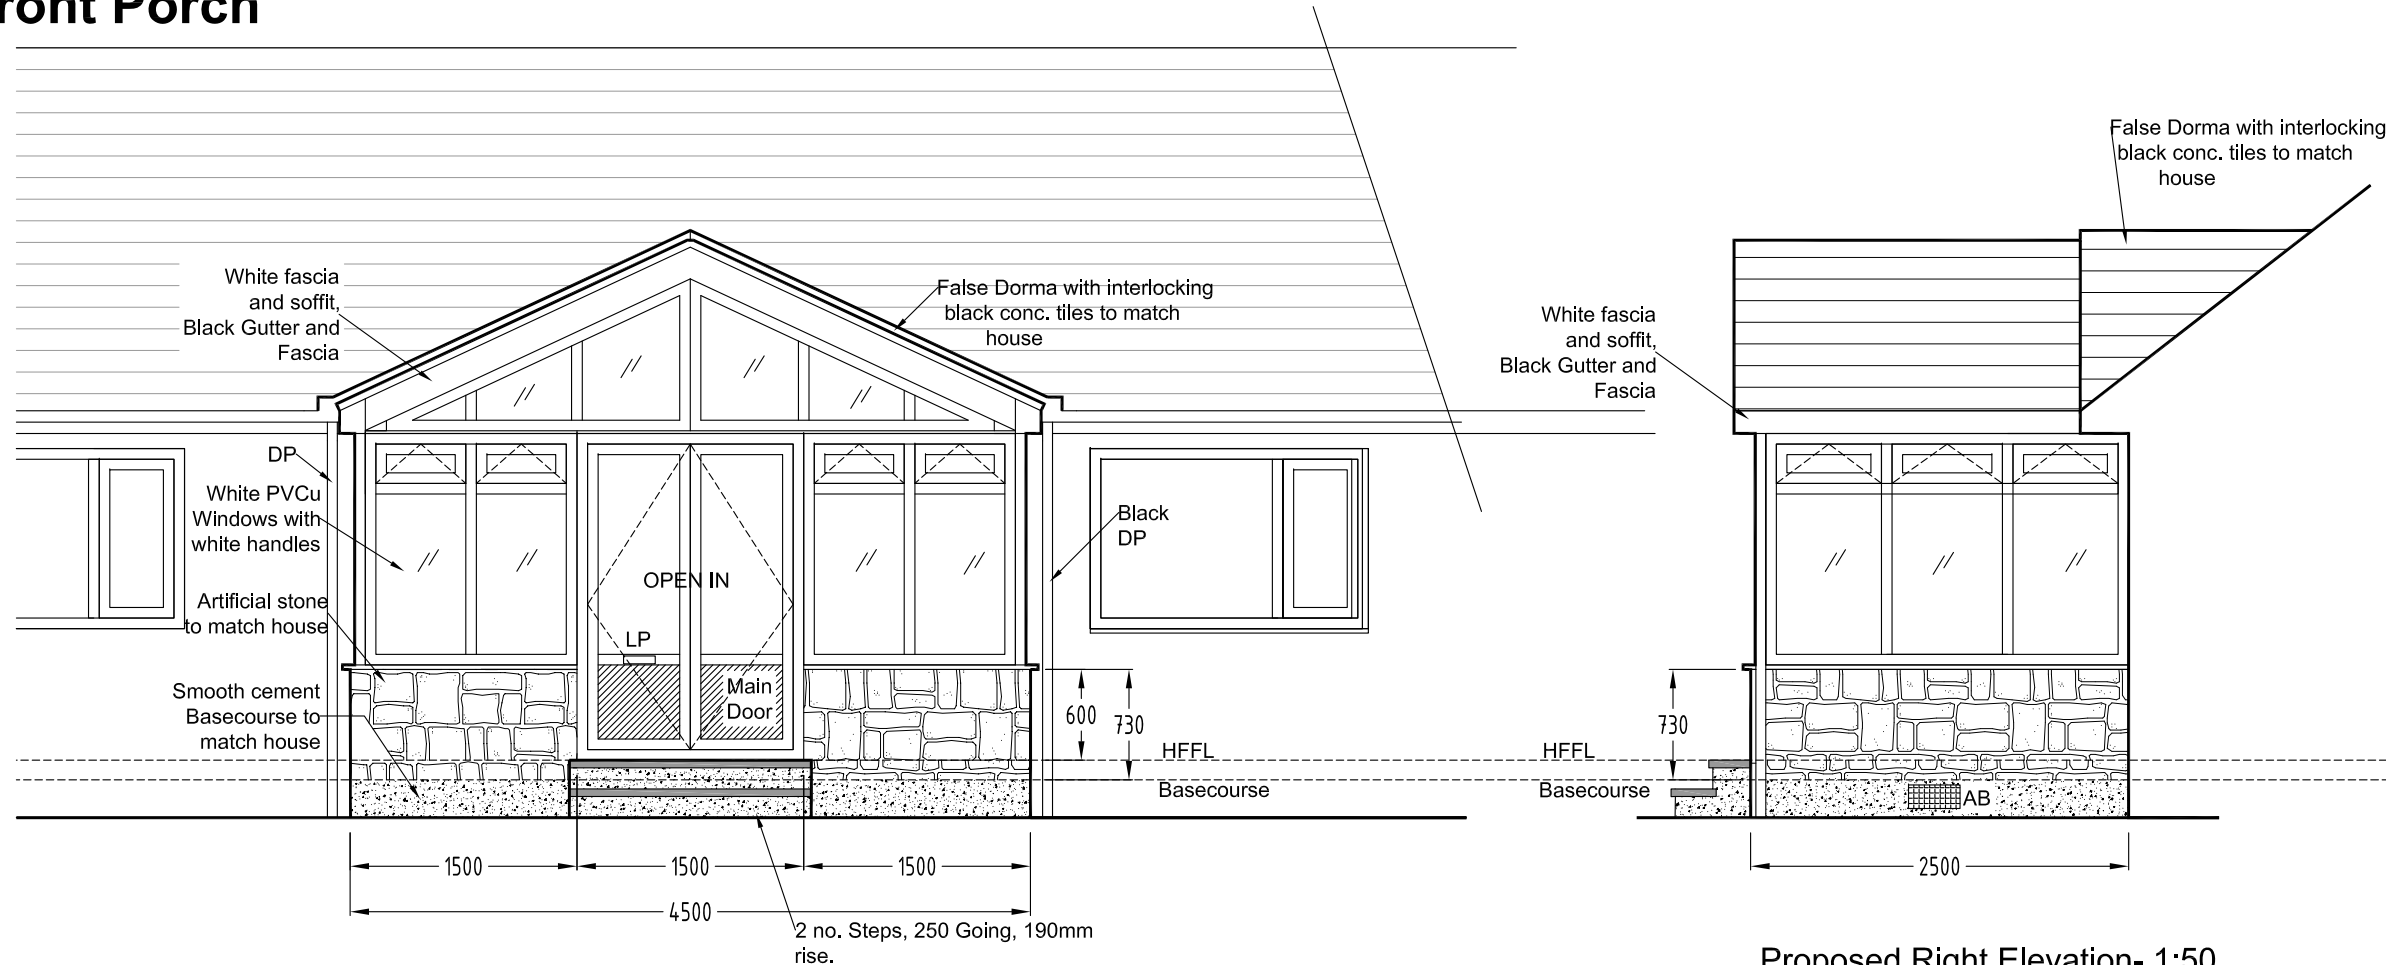 ront Porch
White fascia
and soffit,
Black Gutter and
Fascia
False Dorma with interlocking
black conc. tiles to match
house
DP
White PVCu
Windows with
white handles
Artificial stone
to match house
Smooth cement
Basecourse to
match house
OPEN IN
LP
Main
Door
Black
DP
600
730
HFFL
Basecourse
1500
1500
1500
4500
2 no. Steps, 250 Going, 190mm
rise.
False Dorma with interlocking
black conc. tiles to match
house
White fascia
and soffit,
Black Gutter and
Fascia
730
HFFL
Basecourse
AB
2500
Proposed Right Elevation- 1:50